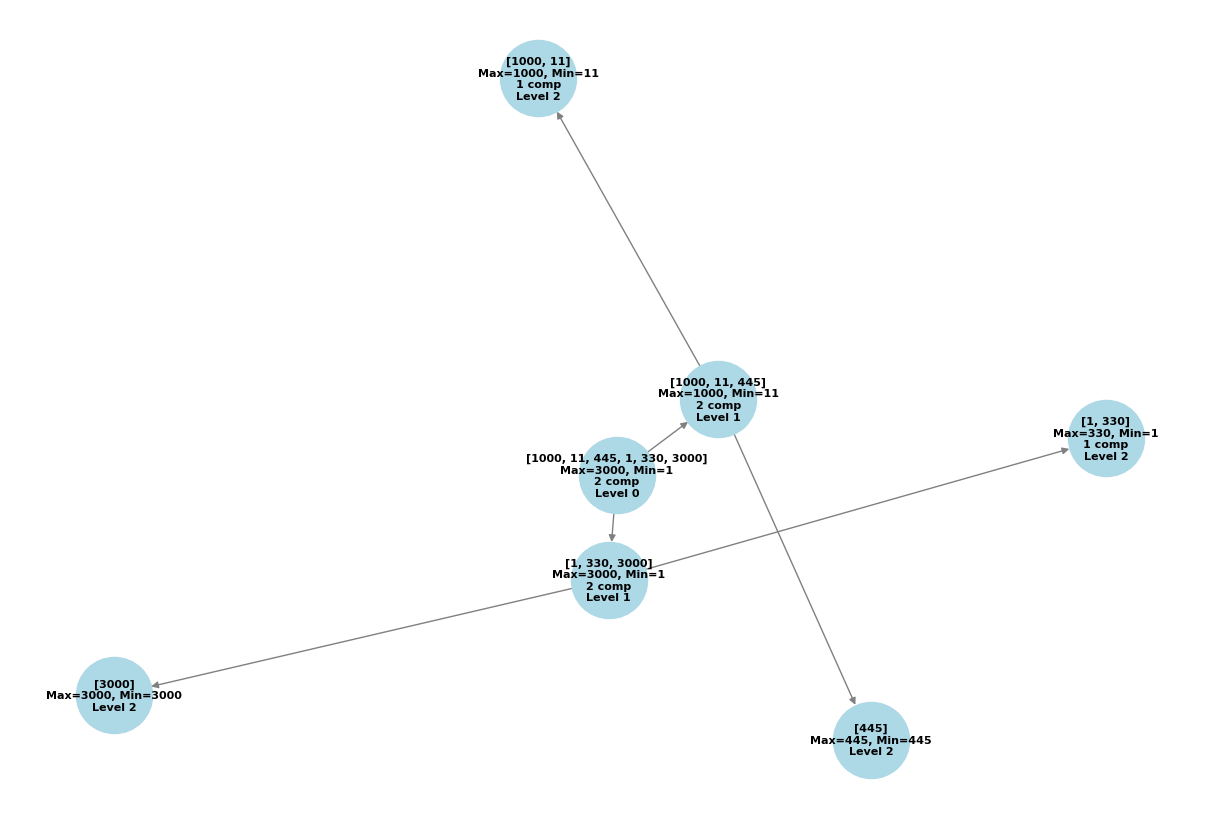 [1000, 11]
Max=1000, Min=11
1 comp
Level 2
[1000, 11, 445]
Max=1000, Min=11
2 comp
Level 1
[1, 330]
Max=330, Min=1
1 comp
Level 2
[1000, 11, 445, 1, 330, 3000]
Max=3000, Min=1
2 comp
Level 0
[1, 330, 3000]
Max=3000, Min=1
2 comp
Level 1
[3000]
Max=3000, Min=3000
Level 2
[445]
Max=445, Min=445
Level 2